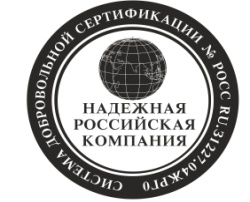 СИСТЕМА ДОБРОВОЛЬНОЙ СЕРТИФИКАЦИИ № РОСС RU.31227.04ЖРГ0
НАДЕЖНАЯ
РОССИЙСКАЯ
КОМПАНИЯ